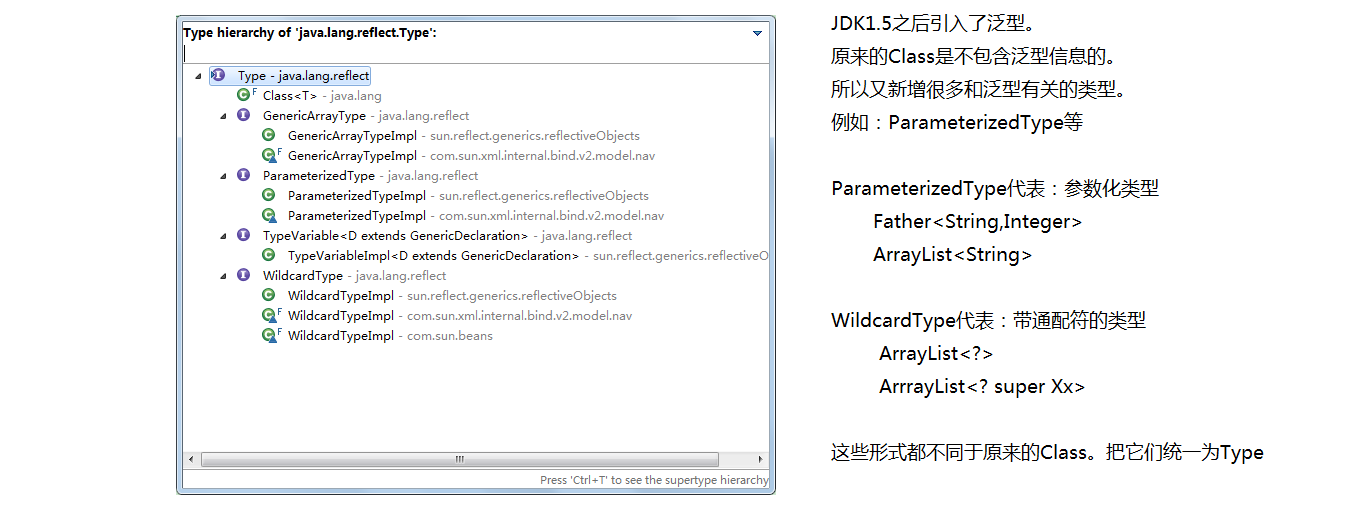 Type hierarchy of 'java.lang.reflect.Type':
Type - java.lang.reflect
Class<T> - java.lang
GenericArrayType - java.lang.reflect
GenericArrayTypeImpl - sun.reflect.generics.reflectiveObjects
GenericArrayTypeImpl - com.sun.xml.internal.bind.v2.model.nav
ParameterizedType - java.lang.reflect
ParameterizedTypeImpl - sun.reflect.generics.reflectiveObjects
ParameterizedTypeImpl - com.sun.xml.internal.bind.v2.model.nav
TypeVariable<D extends GenericDeclaration> - java.lang.reflect
TypeVariableImpl<D extends GenericDeclaration> - sun.reflect.generics.reflectiveO
WildcardType - java.lang.reflect
WildcardTypeImpl - sun.reflect.generics.reflectiveObjects
WildcardTypeImpl - com.sun.xml.internal.bind.v2.model.nav
WildcardTypeImpl - com.sun.beans
Press 'Ctrl+T' to see the supertype hierarchy
JDK1.5之后引入了泛型。
原来的Class是不包含泛型信息的。
所以又新增很多和泛型有关的类型。
例如：ParameterizedType等
ParameterizedType代表：参数化类型
Father<String,Integer>
ArrayList<String>
WildcardType代表：带通配符的类型
ArrayList<?>
ArrrayList<? super Xx>
这些形式都不同于原来的Class。把它们统一为Type